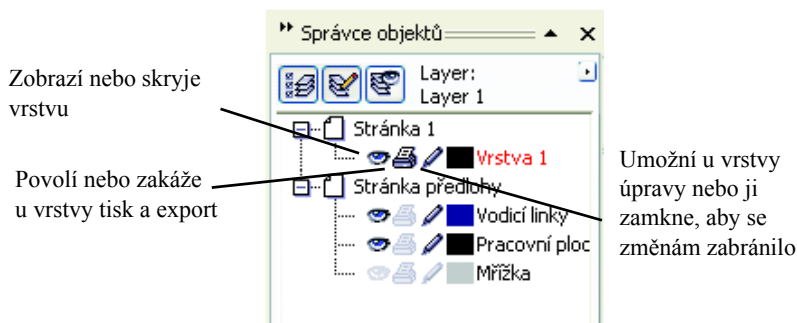 Správce objektů
Layer:
Layer 1
Zobrazí nebo skryje
vrstvu
Stránka 1
Vrstva 1
Povolí nebo zakáže
u vrstvy tisk a export
Umožní u vrstvy
úpravy nebo ji
zamkne, aby se
změnám zabránilo
Stránka předlohy
Vodicí linky
Pracovní ploc
Mřížka